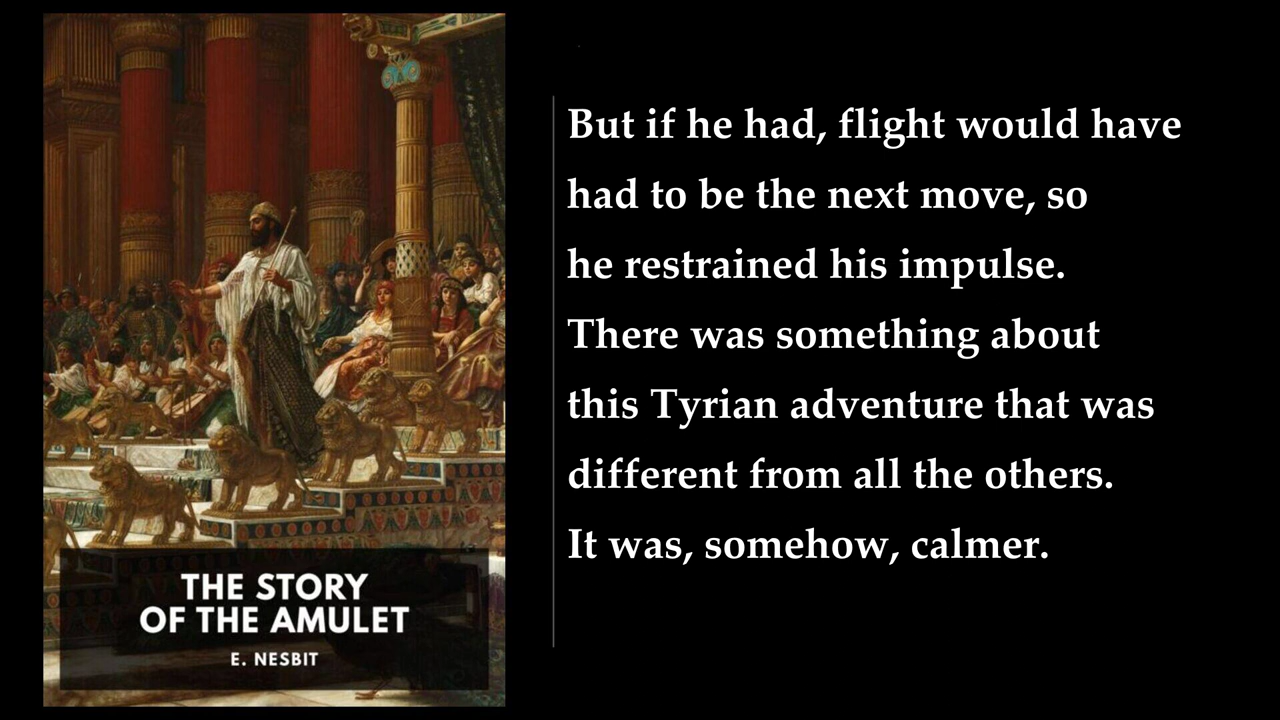 THE STORY
OF THE AMULET
E. NESBIT
But if he had, flight would have
had to be the next move, so
he restrained his impulse.
There was something about
this Tyrian adventure that was
different from all the others.
It was, somehow, calmer.